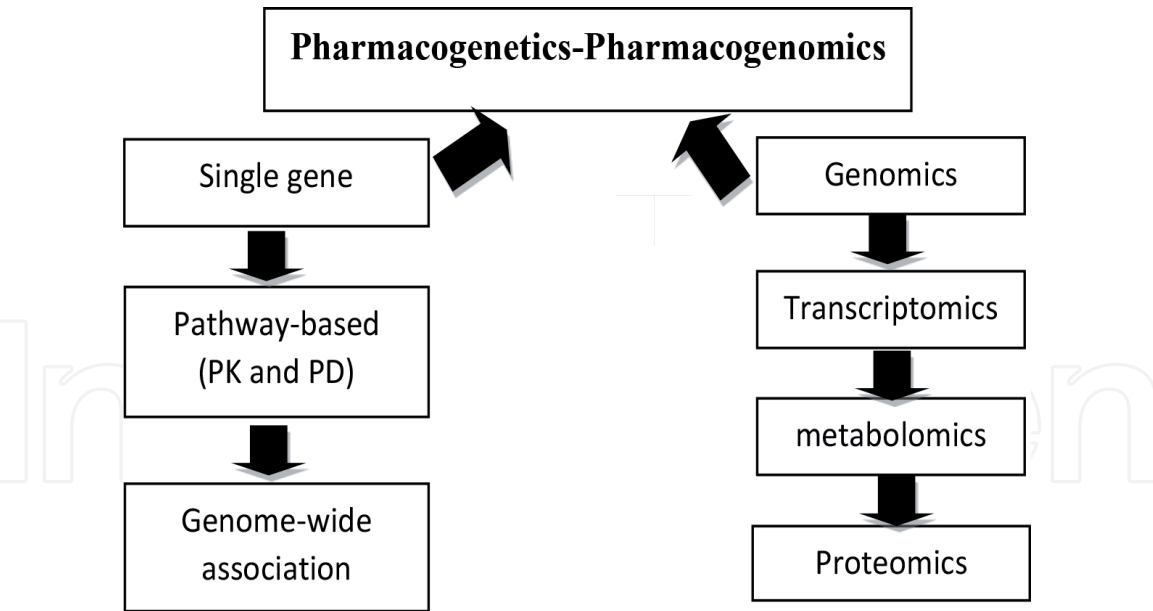 Pharmacogenetics-Pharmacogenomics
Single gene
Pathway-based
(PK and PD)
Genome-wide
association
Genomics
Transcriptomics
metabolomics
Proteomics